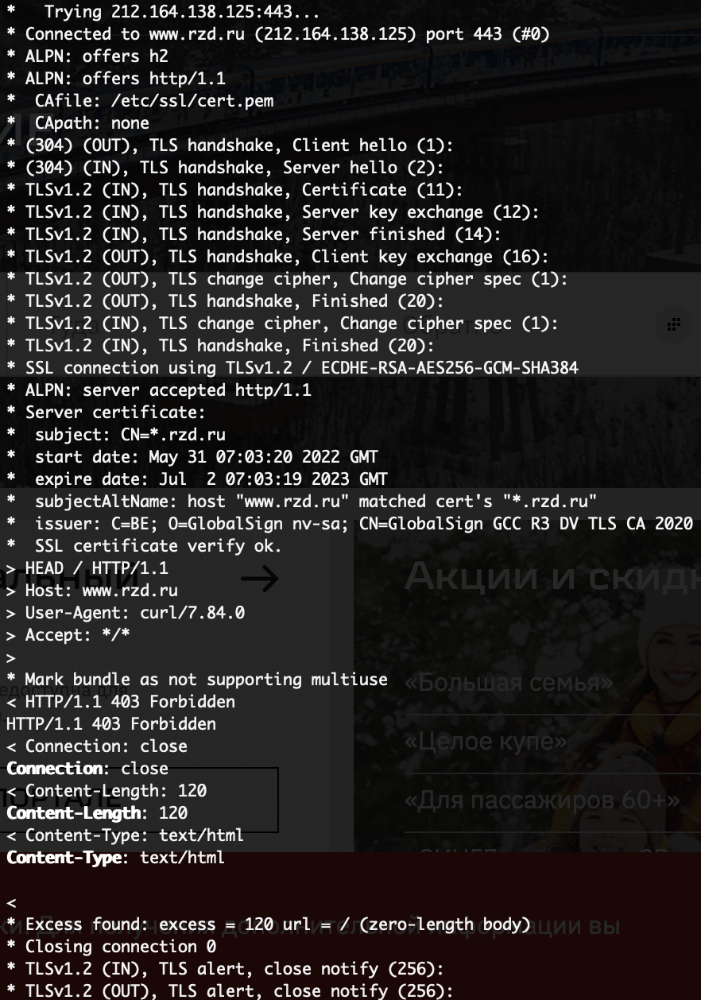 *   Trying 212.164.138.125:443...
* Connected to www.rzd.ru (212.164.138.125) port 443 (#0)
* ALPN: offers h2
* ALPN: offers http/1.1
*  CAfile: /etc/ssl/cert.pem
*  CApath: none
* (304) (OUT), TLS handshake, Client hello (1):
* (304) (IN), TLS handshake, Server hello (2):
* TLSv1.2 (IN), TLS handshake, Certificate (11):
* TLSv1.2 (IN), TLS handshake, Server key exchange (12):
* TLSv1.2 (IN), TLS handshake, Server finished (14):
* TLSv1.2 (OUT), TLS handshake, Client key exchange (16):
* TLSv1.2 (OUT), TLS change cipher, Change cipher spec (1):
* TLSv1.2 (OUT), TLS handshake, Finished (20):
* TLSv1.2 (IN), TLS change cipher, Change cipher spec (1):
* TLSv1.2 (IN), TLS handshake, Finished (20):
* SSL connection using TLSv1.2 / ECDHE-RSA-AES256-GCM-SHA384
* ALPN: server accepted http/1.1
* Server certificate:
*  subject: CN=*.rzd.ru
*  start date: May 31 07:03:20 2022 GMT
*  expire date: Jul  2 07:03:19 2023 GMT
*  subjectAltName: host "www.rzd.ru" matched cert's "*.rzd.ru"
*  issuer: C=BE; O=GlobalSign nv-sa; CN=GlobalSign GCC R3 DV TLS CA 2020
*  SSL certificate verify ok.
> HEAD / HTTP/1.1
> Host: www.rzd.ru
> User-Agent: curl/7.84.0
> Accept: */*
>
* Mark bundle as not supporting multiuse
< HTTP/1.1 403 Forbidden
HTTP/1.1 403 Forbidden
< Connection: close
Connection: close
< Content-Length: 120
Content-Length: 120
< Content-Type: text/html
Content-Type: text/html
<
* Excess found: excess = 120 url = / (zero-length body)
* Closing connection 0
* TLSv1.2 (IN), TLS alert, close notify (256):
* TLSv1.2 (OUT), TLS alert, close notify (256):
Акции и скидк
«Большая семья»
«Целое купе»
«Для пассажиров 60+»
Для получения дополнительной информации вы